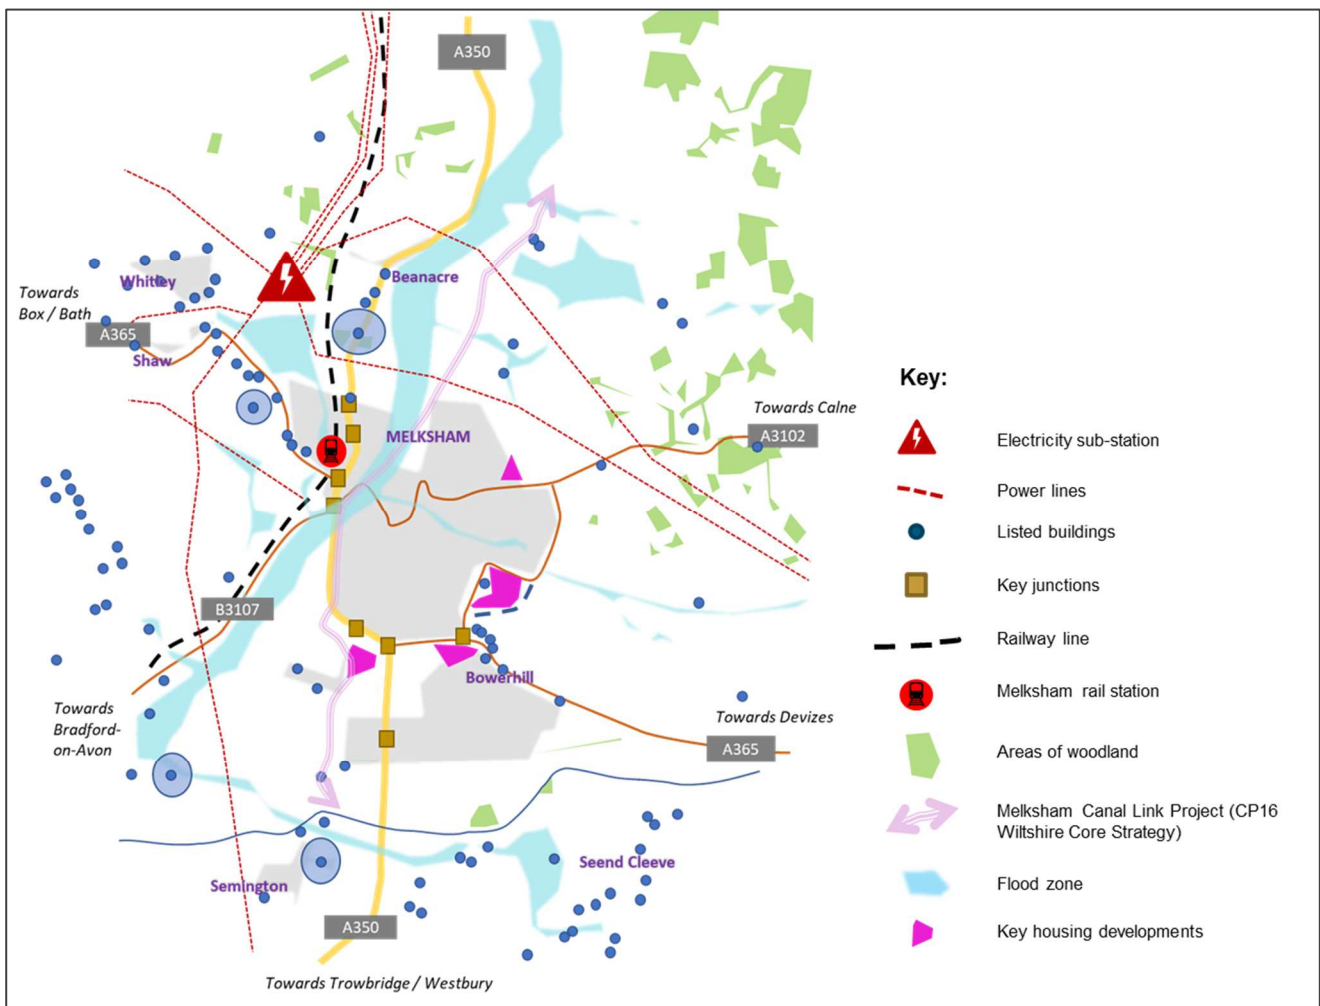 A350
Beanacre
Whitley
Towards
Box / Bath
A365
Shaw
MELKSHAM
Towards Calne
A3102
B3107
Bowerhill
Towards
Bradford-
on-Avon
Towards Devizes
A365
Semington
Seend Cleeve
A350
Towards Trowbridge / Westbury
Key:
Electricity sub-station
Power lines
Listed buildings
Key junctions
Railway line
Melksham rail station
Areas of woodland
Melksham Canal Link Project (CP16
Wiltshire Core Strategy)
Flood zone
Key housing developments